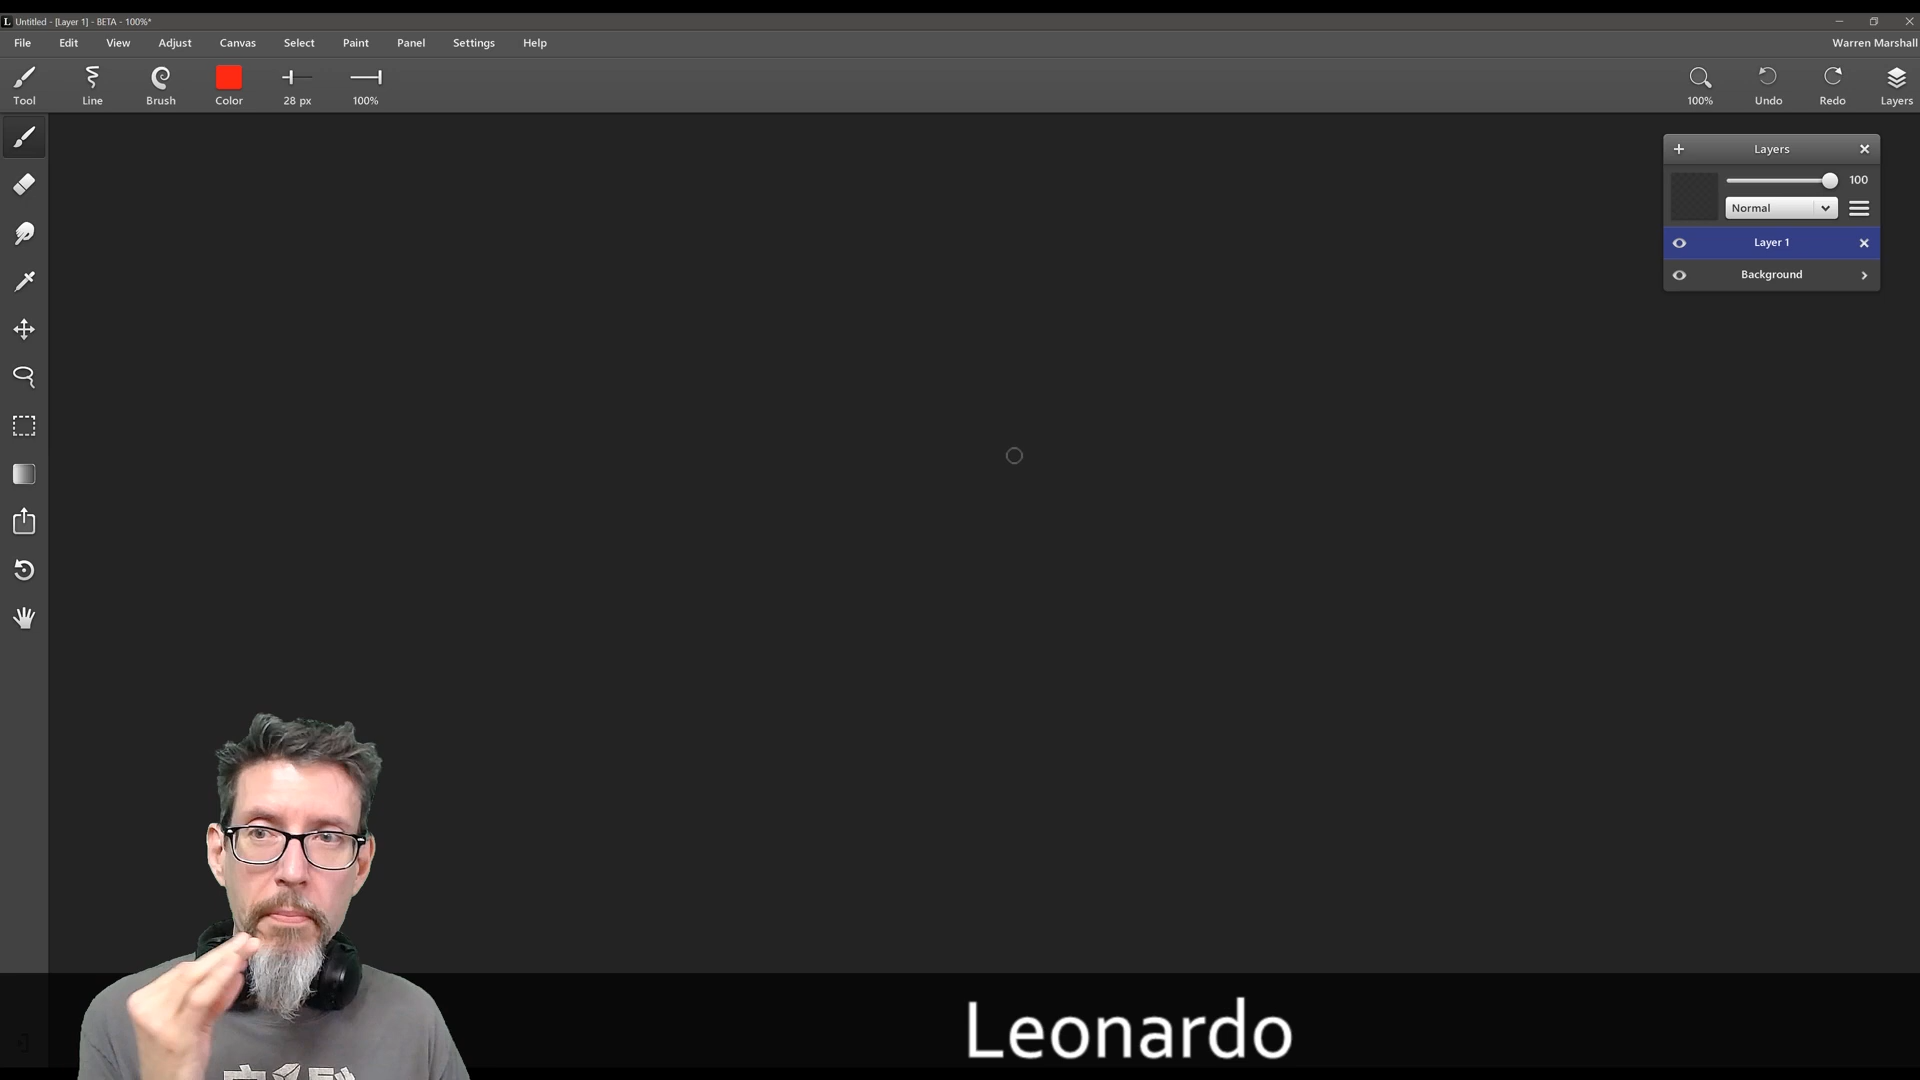 Untitled - [Layer 1] - BETA - 100%*
File Edit View Adjust Canvas Select Paint Panel Settings Help Warren Marshall
Tool Line Brush Color 28 px 100% 100% Undo Redo Layers
Layers
100
Normal
Layer 1
Background
Leonardo